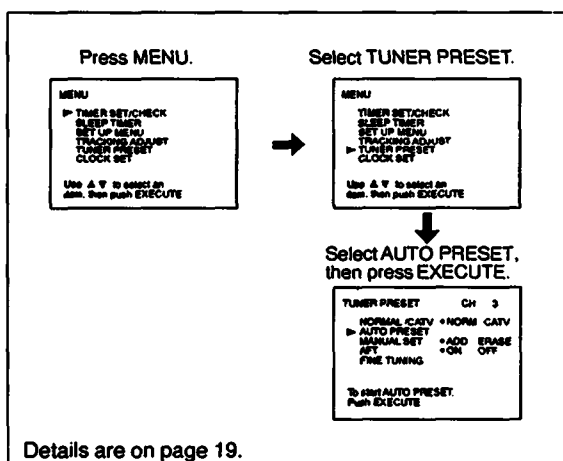 Press MENU.
MENU
▶ TIMER SET/CHECK
SLEEP TIMER
SET UP MENU
TRACKING ADJUST
TUNER PRESET
CLOCK SET
Use △ ▽ to select an
item. then push EXECUTE
Select TUNER PRESET.
MENU
TIMER SET/CHECK
SLEEP TIMER
SET UP MENU
TRACKING ADJUST
▶ TUNER PRESET
CLOCK SET
Use △ ▽ to select an
item. then push EXECUTE
Select AUTO PRESET,
then press EXECUTE.
TUNER PRESET CH 3
NORMAL/CATV •NORM CATV
▶ AUTO PRESET
MANUAL SET •ADD ERASE
AFT •ON OFF
FINE TUNING
To start AUTO PRESET.
Push EXECUTE
Details are on page 19.